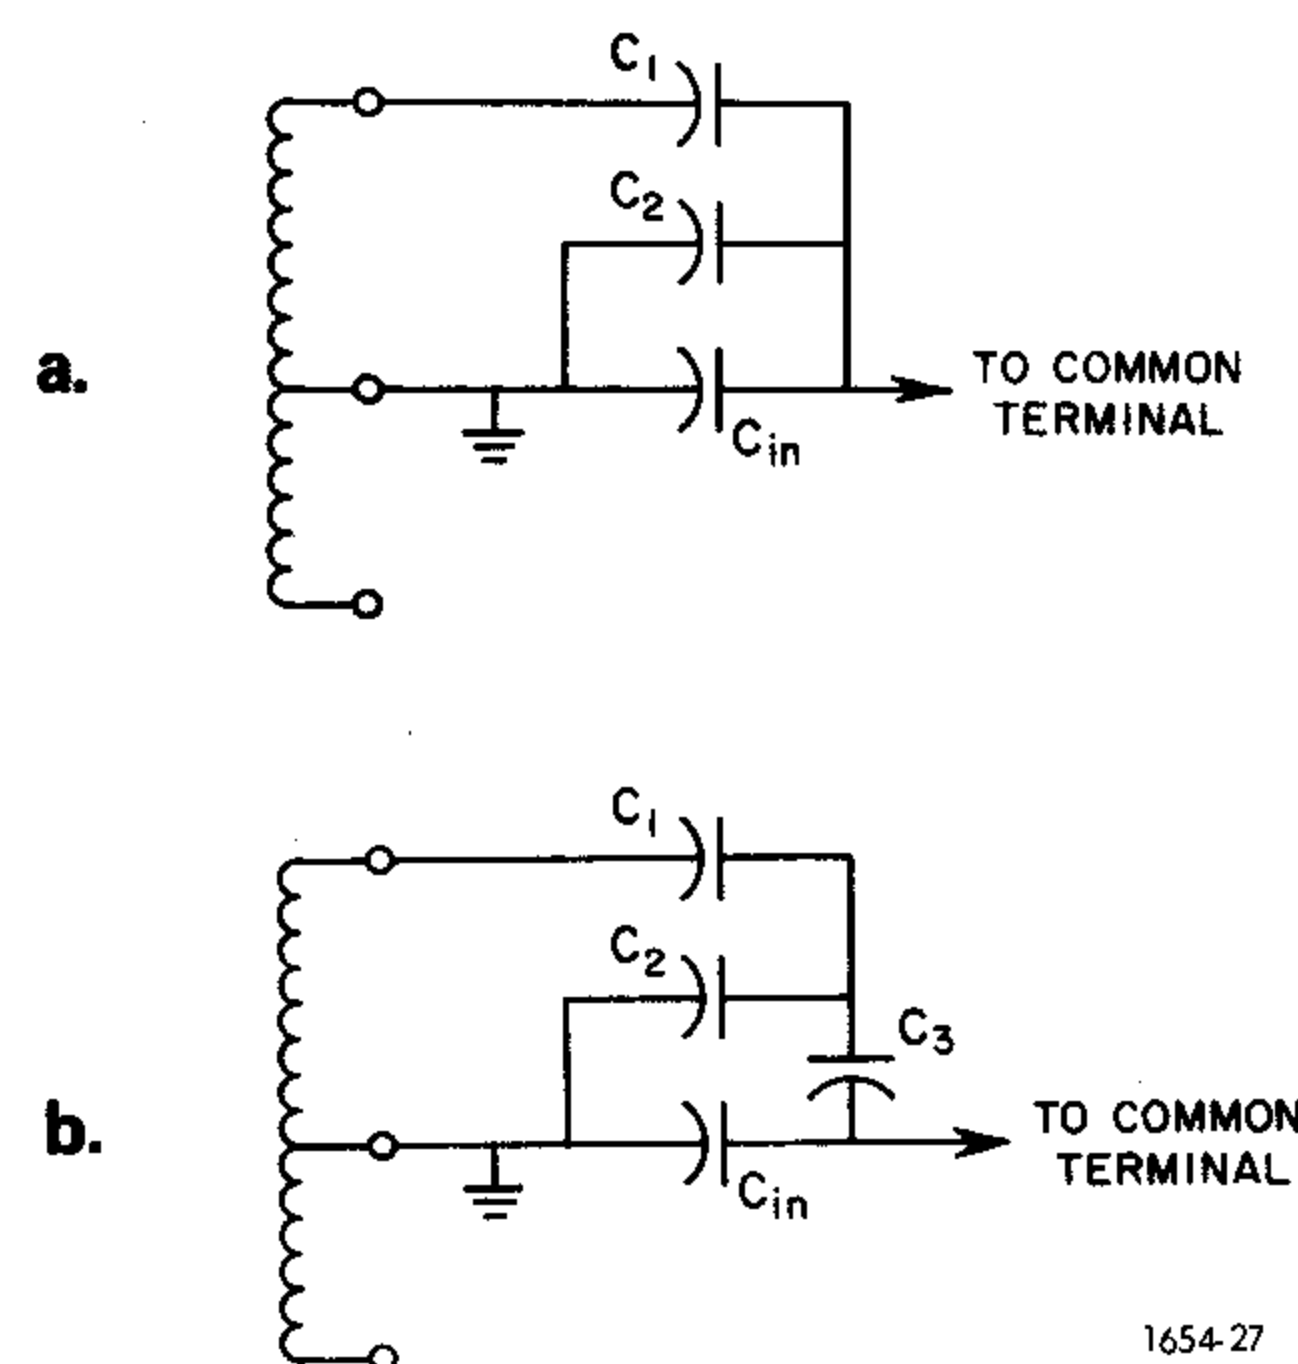 a.
C₁
C₂
Cᵢₙ
TO COMMON
TERMINAL
b.
C₁
C₂
C₃
Cᵢₙ
TO COMMON
TERMINAL
1654-27